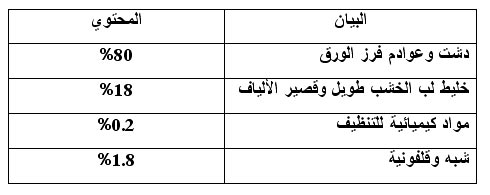 البيان المحتوي
دشت وعوادم فرز الورق %80
خليط لب الخشب طويل وقصير الألياف %18
مواد كيميائية للتنظيف %0.2
شبه وقلفونية %1.8